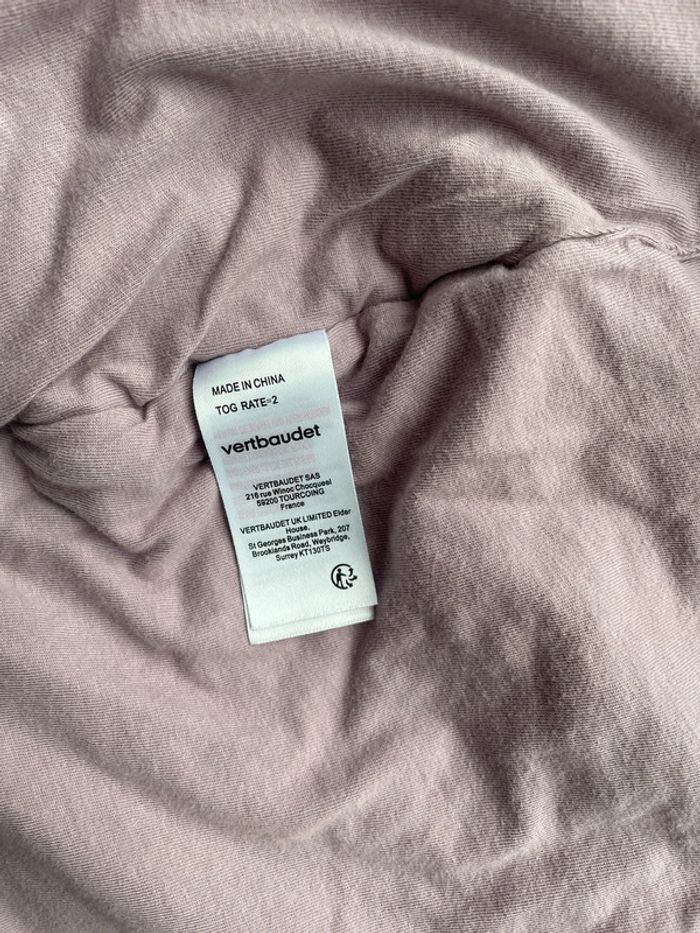 MADE IN CHINA
TOG RATE=2
vertbaudet
VERTBAUDET SAS
216 rue Winoc Chocqueel
59200 TOURCOING
France
VERTBAUDET UK LIMITED Elder
House,
St Georges Business Park, 207
Brooklands Road, Weybridge,
Surrey KT130TS